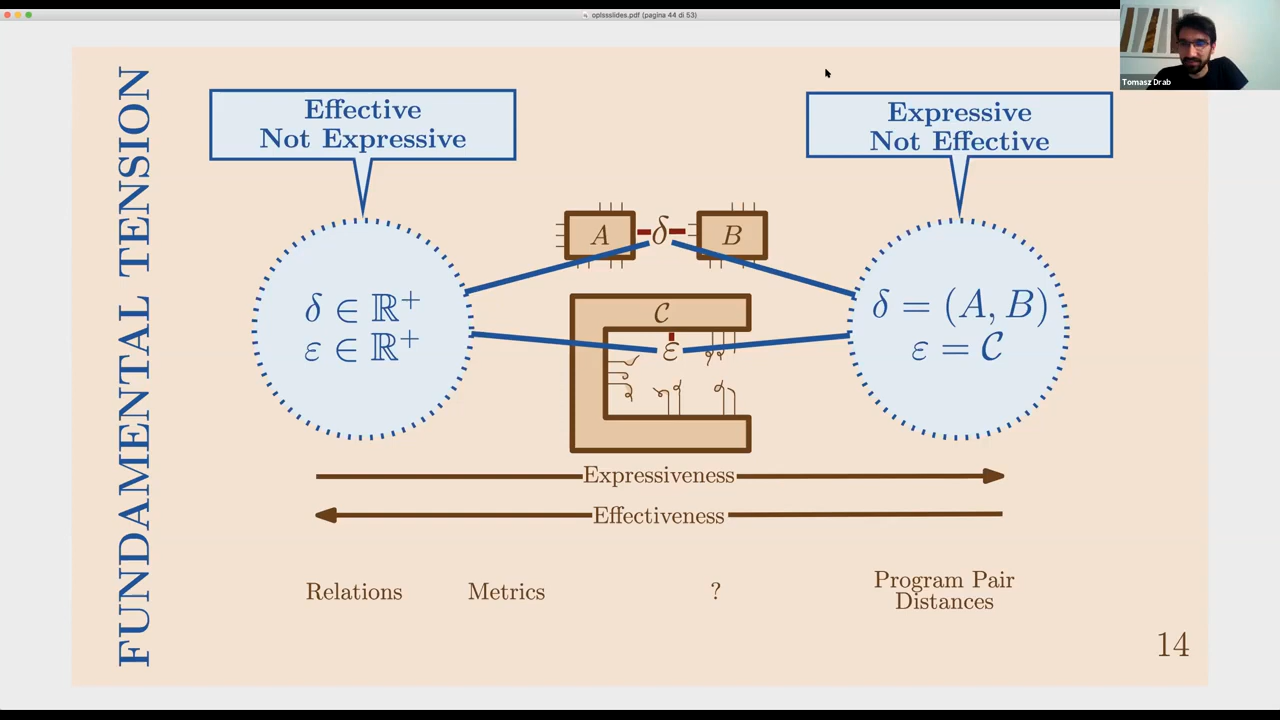 oplssslides.pdf (pagina 44 di 53)
Tomasz Drab
FUNDAMENTAL TENSION
Effective
Not Expressive
Expressive
Not Effective
A δ B
δ ∈ ℝ⁺
ε ∈ ℝ⁺
C
ε
δ = (A, B)
ε = C
Expressiveness
Effectiveness
Relations Metrics ? Program Pair
Distances
14